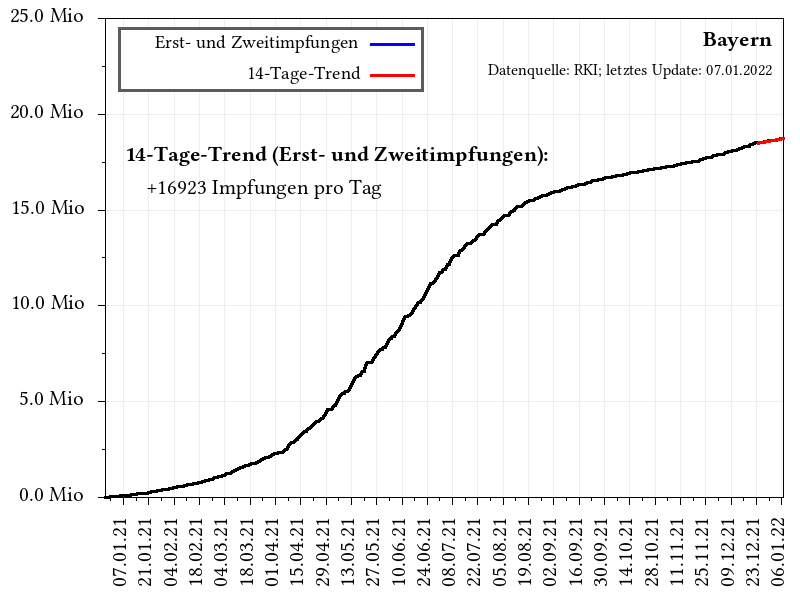 25.0 Mio
20.0 Mio
15.0 Mio
10.0 Mio
5.0 Mio
0.0 Mio
Erst- und Zweitimpfungen
14-Tage-Trend
Bayern
Datenquelle: RKI; letztes Update: 07.01.2022
14-Tage-Trend (Erst- und Zweitimpfungen):
+16923 Impfungen pro Tag
07.01.21
21.01.21
04.02.21
18.02.21
04.03.21
18.03.21
01.04.21
15.04.21
29.04.21
13.05.21
27.05.21
10.06.21
24.06.21
08.07.21
22.07.21
05.08.21
19.08.21
02.09.21
16.09.21
30.09.21
14.10.21
28.10.21
11.11.21
25.11.21
09.12.21
23.12.21
06.01.22